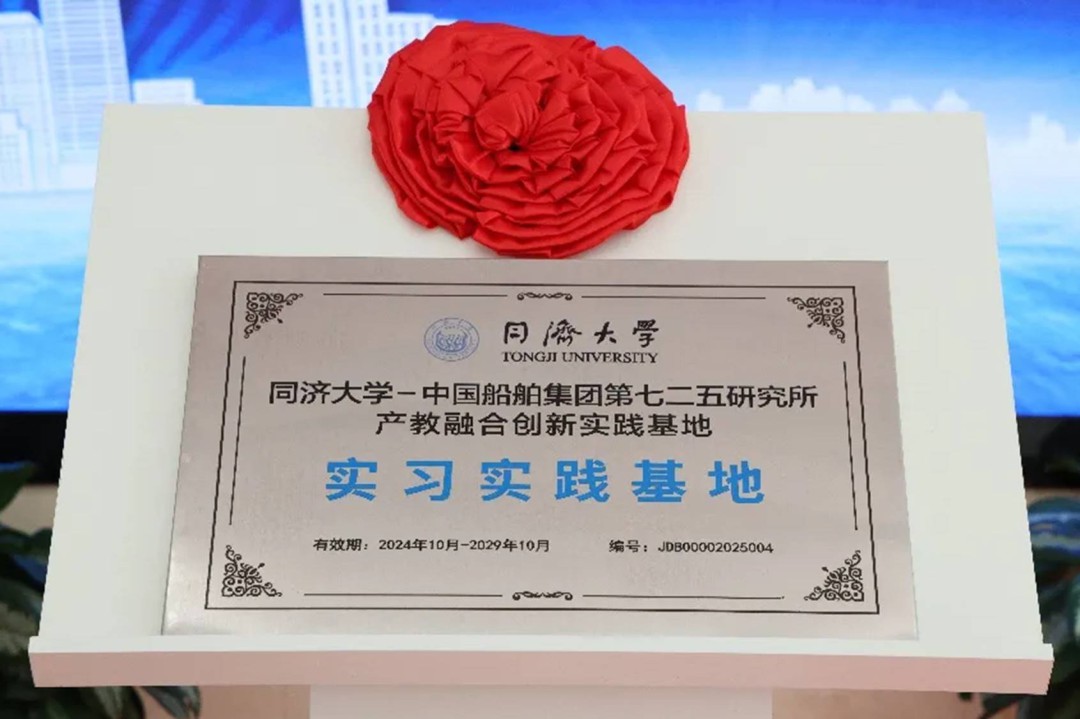 同濟大學
TONGJI UNIVERSITY
同济大学-中国船舶集团第七二五研究所
产教融合创新实践基地
实习实践基地
有效期：2024年10月-2029年10月 编号：JDB00002025004